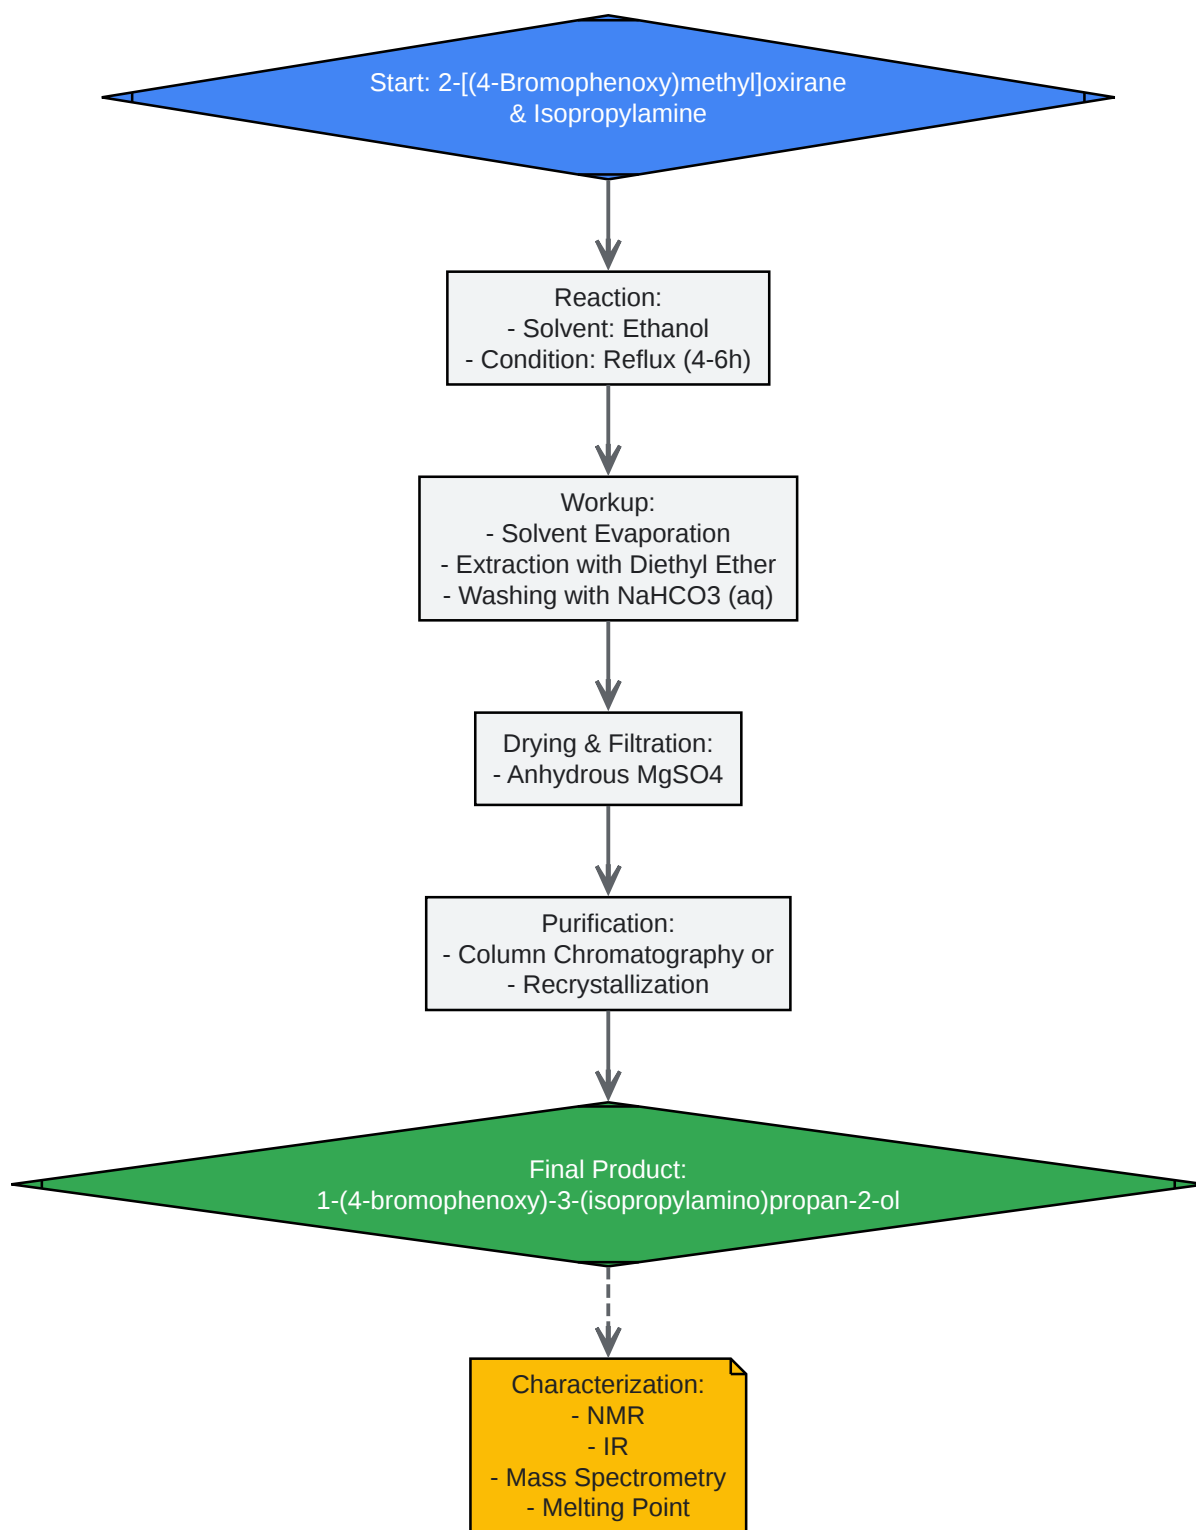 Start: 2-[(4-Bromophenoxy)methyl]oxirane
& Isopropylamine
Reaction:
- Solvent: Ethanol
- Condition: Reflux (4-6h)
Workup:
- Solvent Evaporation
- Extraction with Diethyl Ether
- Washing with NaHCO3 (aq)
Drying & Filtration:
- Anhydrous MgSO4
Purification:
- Column Chromatography or
- Recrystallization
Final Product:
1-(4-bromophenoxy)-3-(isopropylamino)propan-2-ol
Characterization:
- NMR
- IR
- Mass Spectrometry
- Melting Point